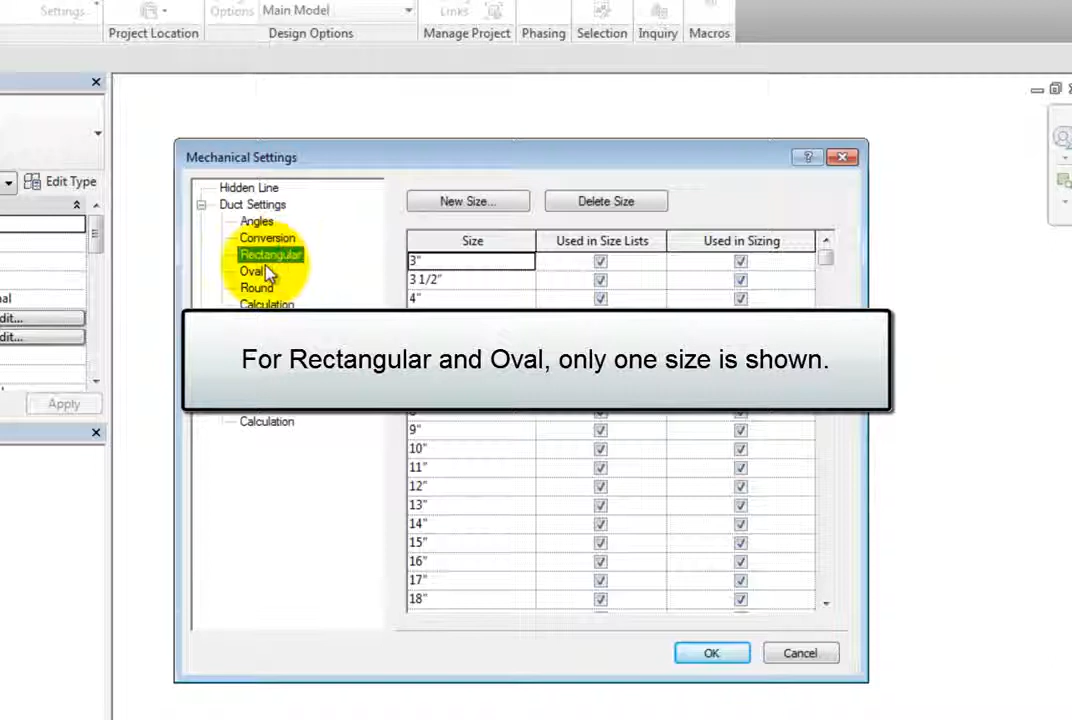 Settings...
Options
Main Model
Links
Project Location
Design Options
Manage Project
Phasing
Selection
Inquiry
Macros
Edit Type
Apply
Mechanical Settings
Hidden Line
Duct Settings
Angles
Conversion
Rectangular
Oval
Round
Calculation
Calculation
New Size...
Delete Size
Size
Used in Size Lists
Used in Sizing
3"
3 1/2"
4"
For Rectangular and Oval, only one size is shown.
9"
10"
11"
12"
13"
14"
15"
16"
17"
18"
OK
Cancel